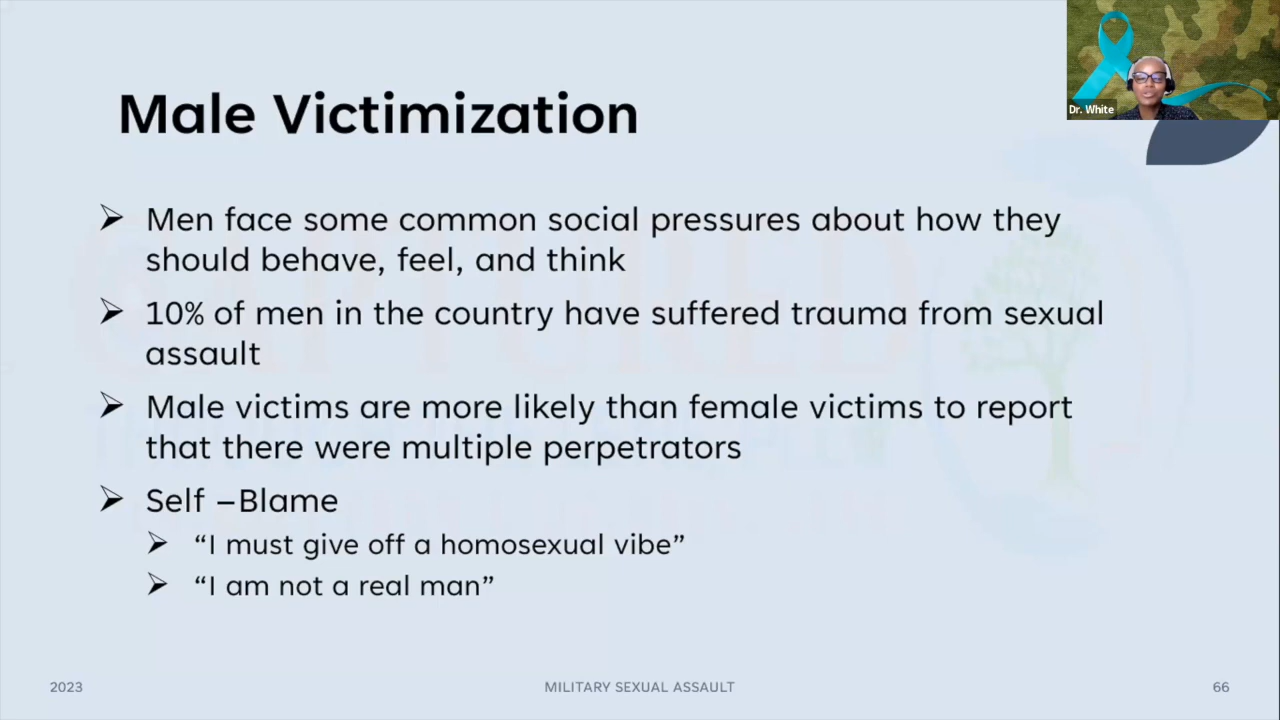 Dr. White
Male Victimization
Men face some common social pressures about how they
should behave, feel, and think
10% of men in the country have suffered trauma from sexual
assault
Male victims are more likely than female victims to report
that there were multiple perpetrators
Self –Blame
“I must give off a homosexual vibe”
“I am not a real man”
2023
MILITARY SEXUAL ASSAULT
66